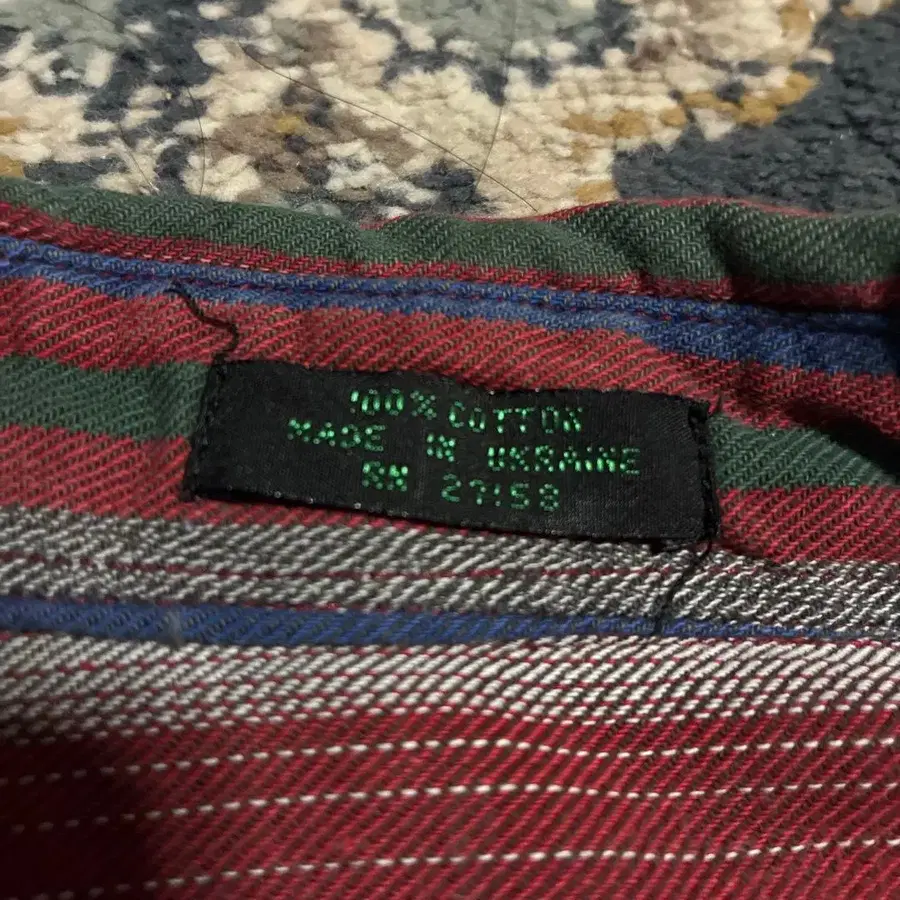 100% COTTON
MADE IN UKRAINE
RN 27158